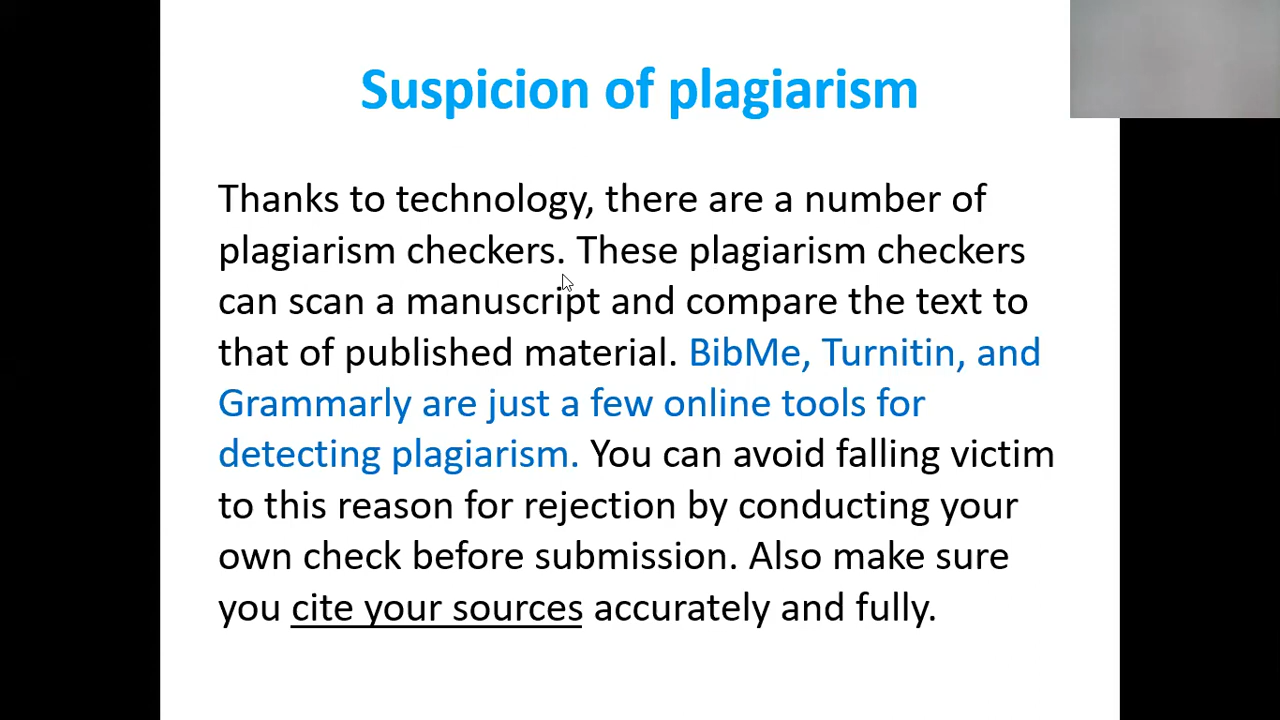 Suspicion of plagiarism
Thanks to technology, there are a number of
plagiarism checkers. These plagiarism checkers
can scan a manuscript and compare the text to
that of published material. BibMe, Turnitin, and
Grammarly are just a few online tools for
detecting plagiarism. You can avoid falling victim
to this reason for rejection by conducting your
own check before submission. Also make sure
you cite your sources accurately and fully.